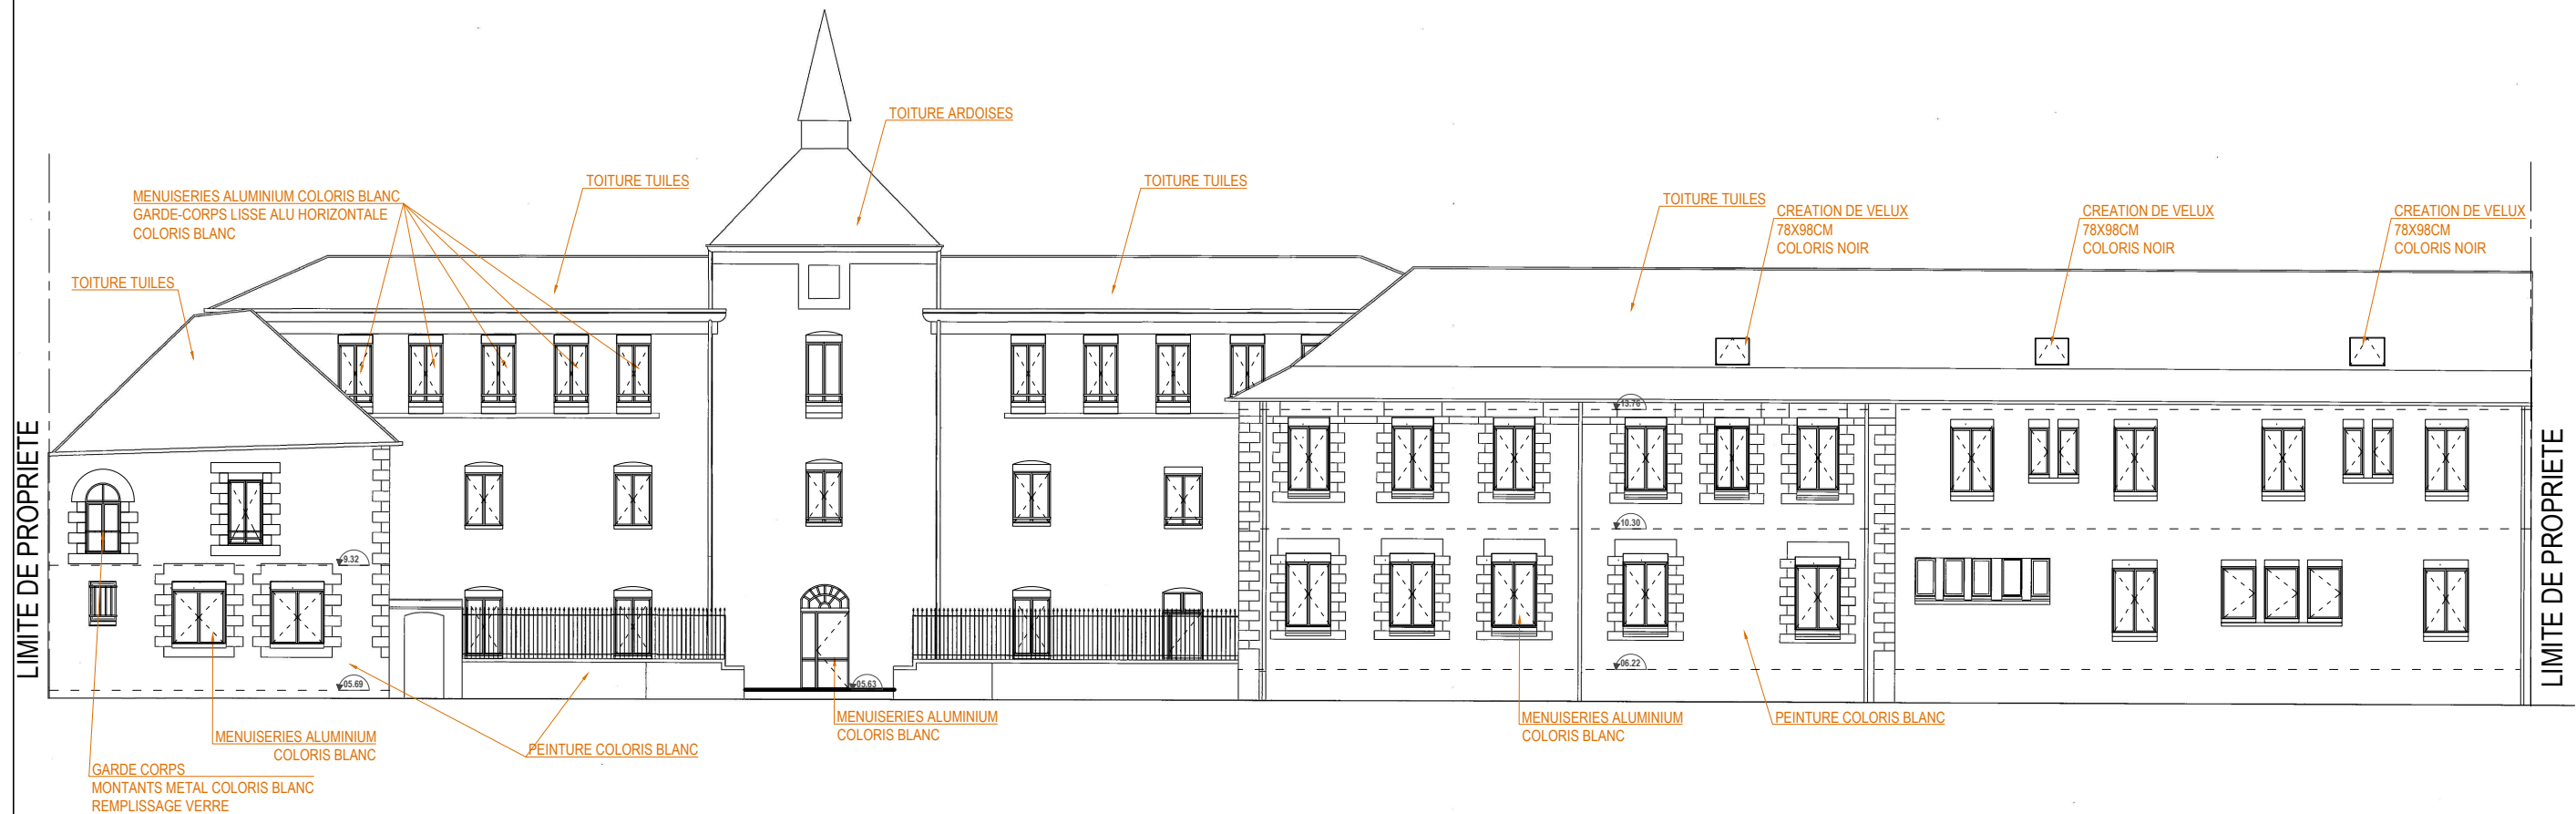 TOITURE ARDOISES
TOITURE TUILES
TOITURE TUILES
MENUISERIES ALUMINIUM COLORIS BLANC
GARDE-CORPS LISSE ALU HORIZONTALE
COLORIS BLANC
TOITURE TUILES
CREATION DE VELUX
78X98CM
COLORIS NOIR
CREATION DE VELUX
78X98CM
COLORIS NOIR
CREATION DE VELUX
78X98CM
COLORIS NOIR
TOITURE TUILES
LIMITE DE PROPRIETE
LIMITE DE PROPRIETE
13.76
10.30
9.32
06.22
05.69
05.63
MENUISERIES ALUMINIUM
COLORIS BLANC
MENUISERIES ALUMINIUM
COLORIS BLANC
PEINTURE COLORIS BLANC
MENUISERIES ALUMINIUM
COLORIS BLANC
PEINTURE COLORIS BLANC
GARDE CORPS
MONTANTS METAL COLORIS BLANC
REMPLISSAGE VERRE